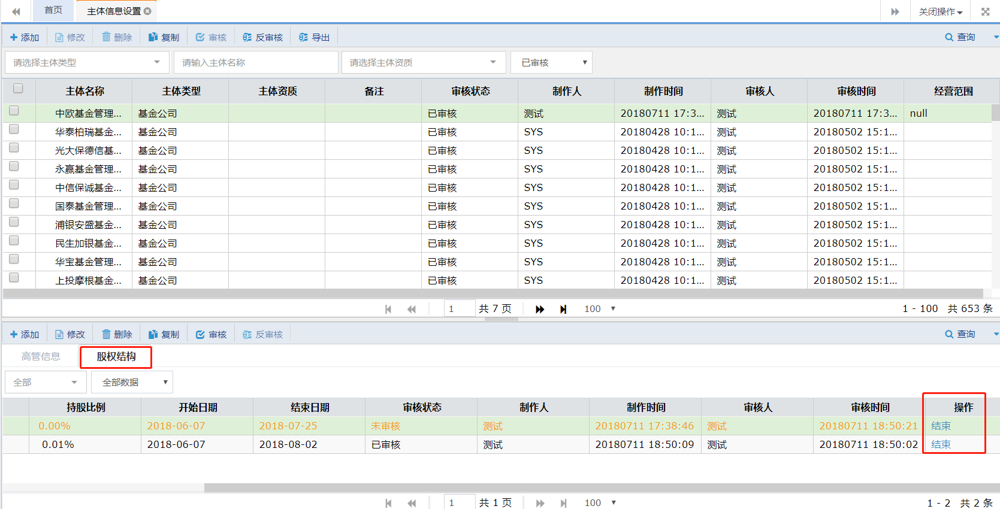 首页 主体信息设置 关闭操作
添加 修改 删除 复制 审核 反审核 导出 查询
请选择主体类型 请输入主体名称 请选择主体资质 已审核
主体名称 主体类型 主体资质 备注 审核状态 制作人 制作时间 审核人 审核时间 经营范围
中欧基金管理... 基金公司 已审核 测试 20180711 17:3... 测试 20180711 17:3... null
华泰柏瑞基金... 基金公司 已审核 SYS 20180428 10:1... 测试 20180502 15:1...
光大保德信基... 基金公司 已审核 SYS 20180428 10:1... 测试 20180502 15:1...
永赢基金管理... 基金公司 已审核 SYS 20180428 10:1... 测试 20180502 15:1...
中信保诚基金... 基金公司 已审核 SYS 20180428 10:1... 测试 20180502 15:1...
国泰基金管理... 基金公司 已审核 SYS 20180428 10:1... 测试 20180502 15:1...
浦银安盛基金... 基金公司 已审核 SYS 20180428 10:1... 测试 20180502 15:1...
民生加银基金... 基金公司 已审核 SYS 20180428 10:1... 测试 20180502 15:1...
华宝基金管理... 基金公司 已审核 SYS 20180428 10:1... 测试 20180502 15:1...
上投摩根基金... 基金公司 已审核 SYS 20180428 10:1... 测试 20180502 15:1...
1 共 7 页 100 1 - 100 共 653 条
添加 修改 删除 复制 审核 反审核 查询
高管信息 股权结构
全部 全部数据
持股比例 开始日期 结束日期 审核状态 制作人 制作时间 审核人 审核时间 操作
0.00% 2018-06-07 2018-07-25 未审核 测试 20180711 17:38:46 测试 20180711 18:50:21 结束
0.01% 2018-06-07 2018-08-02 已审核 测试 20180711 18:50:09 测试 20180711 18:50:02 结束
1 共 1 页 100 1 - 2 共 2 条